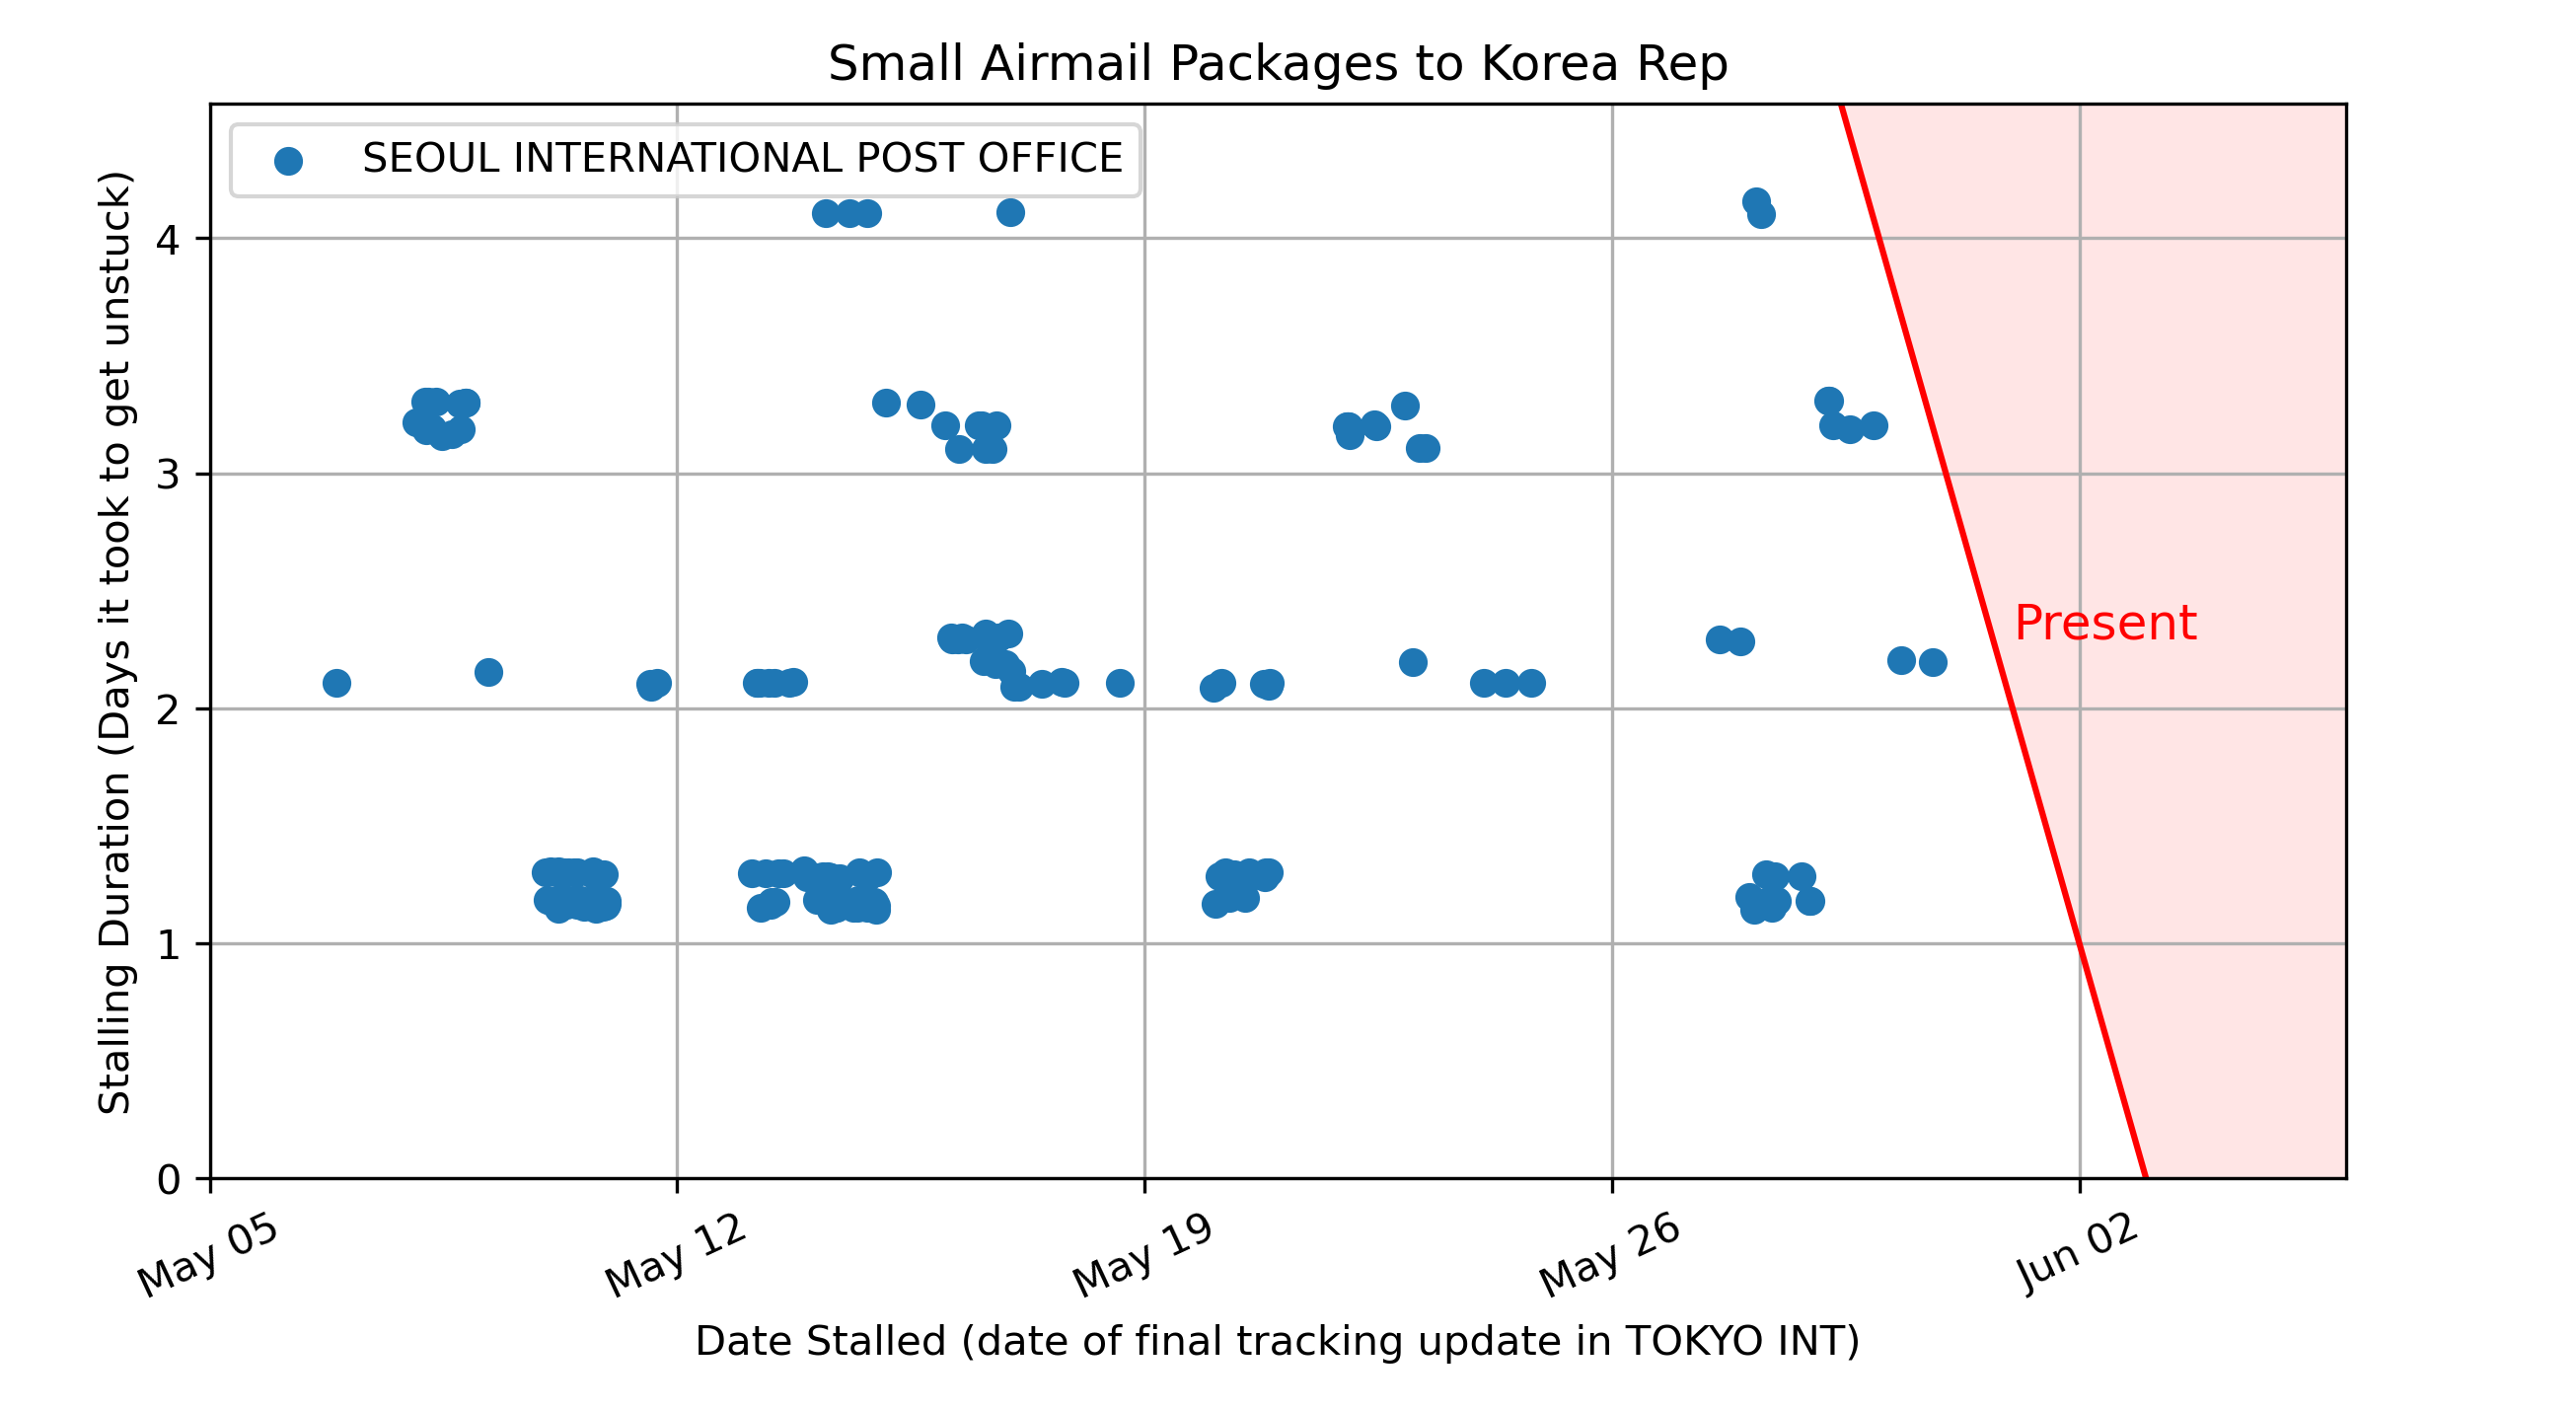 Small Airmail Packages to Korea Rep
SEOUL INTERNATIONAL POST OFFICE
Stalling Duration (Days it took to get unstuck)
4
3
2
1
0
Present
May 05
May 12
May 19
May 26
Jun 02
Date Stalled (date of final tracking update in TOKYO INT)